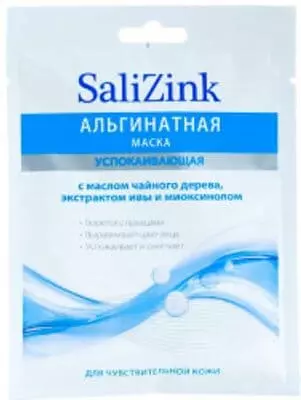 SaliZink
АЛЬГИНАТНАЯ
МАСКА
УСПОКАИВАЮЩАЯ
с маслом чайного дерева,
экстрактом ивы и миоксинолом
Борется с прыщами
Выравнивает цвет лица
Успокаивает и смягчает
ДЛЯ ЧУВСТВИТЕЛЬНОЙ КОЖИ